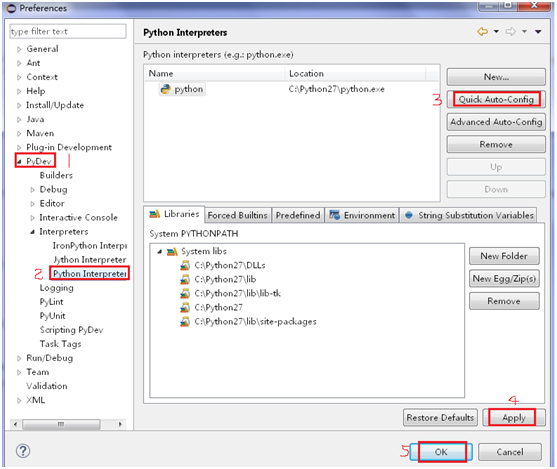 Preferences
type filter text
General
Ant
Context
Help
Install/Update
Java
Maven
Plug-in Development
PyDev 1
Builders
Debug
Editor
Interactive Console
Interpreters
IronPython Interpr
Jython Interpreter
2 Python Interpreter
Logging
PyLint
PyUnit
Scripting PyDev
Task Tags
Run/Debug
Team
Validation
XML
Python Interpreters
Python interpreters (e.g.: python.exe)
Name Location
python C:\Python27\python.exe
New...
3 Quick Auto-Config
Advanced Auto-Config
Remove
Up
Down
Libraries Forced Builtins Predefined Environment String Substitution Variables
System PYTHONPATH
System libs
C:\Python27\DLLs
C:\Python27\lib
C:\Python27\lib\lib-tk
C:\Python27
C:\Python27\lib\site-packages
New Folder
New Egg/Zip(s)
Remove
4
Restore Defaults Apply
5 OK Cancel